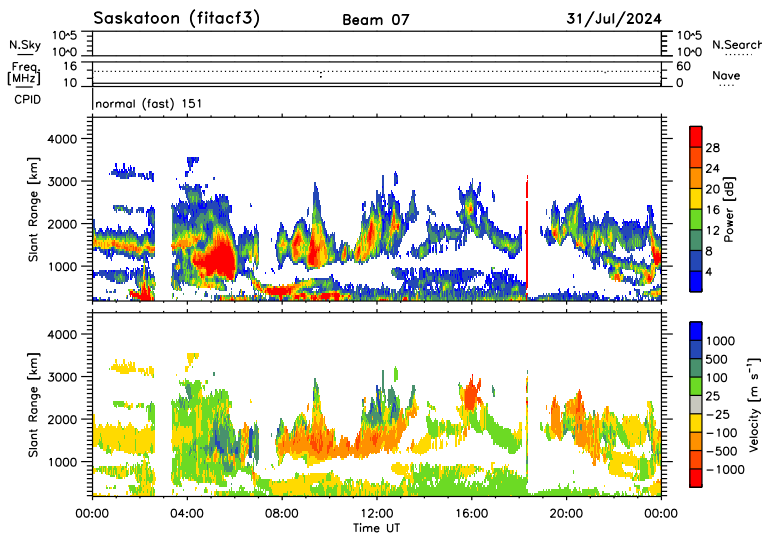 Saskatoon (fitacf3) Beam 07 31/Jul/2024
N.Sky 10^5 10^0 10^5 10^0 N.Search
Freq. [MHz] 16 10 60 0 Nave
CPID normal (fast) 151
Slant Range [km] 4000 3000 2000 1000
Power [dB] 28 24 20 16 12 8 4
Slant Range [km] 4000 3000 2000 1000
Velocity [m s⁻¹] 1000 500 100 25 −25 −100 −500 −1000
00:00 04:00 08:00 12:00 16:00 20:00 00:00
Time UT